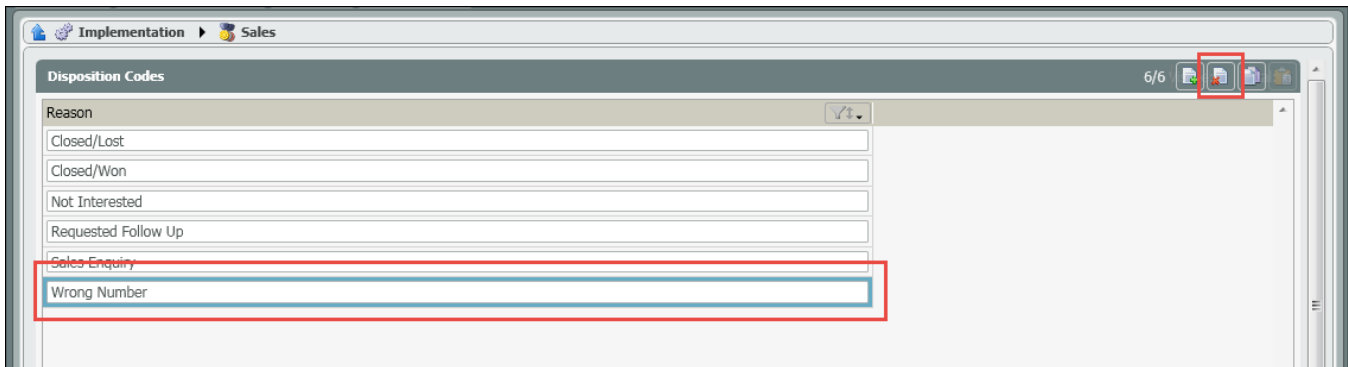 Implementation Sales
Disposition Codes 6/6
Reason
Closed/Lost
Closed/Won
Not Interested
Requested Follow Up
Sales Enquiry
Wrong Number